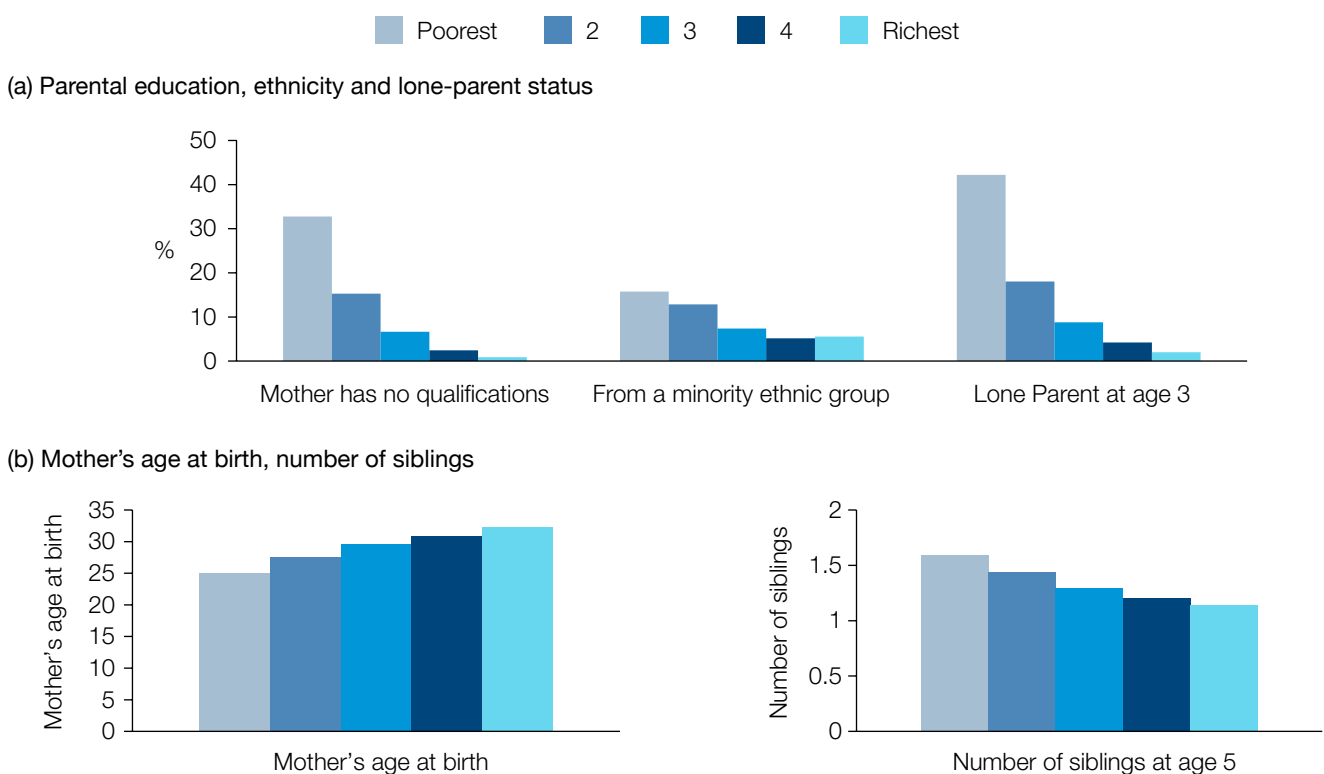 Poorest 2 3 4 Richest
(a) Parental education, ethnicity and lone-parent status
50
40
30
%
20
10
0
Mother has no qualifications From a minority ethnic group Lone Parent at age 3
(b) Mother’s age at birth, number of siblings
Mother’s age at birth
35
30
25
20
15
10
5
0
Mother’s age at birth
Number of siblings
2
1.5
1
0.5
0
Number of siblings at age 5